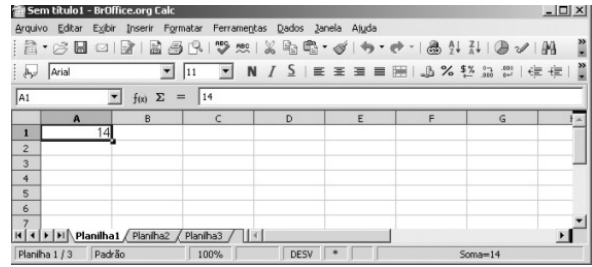 Sem título1 - BrOffice.org Calc
Arquivo Editar Exibir Inserir Formatar Ferramentas Dados Janela Ajuda
Arial 11 N I S
A1 f(x) Σ = 14
A B C D E F G
1 14
2
3
4
5
6
7
Planilha1 Planilha2 Planilha3
Planilha 1 / 3 Padrão 100% DESV * Soma=14